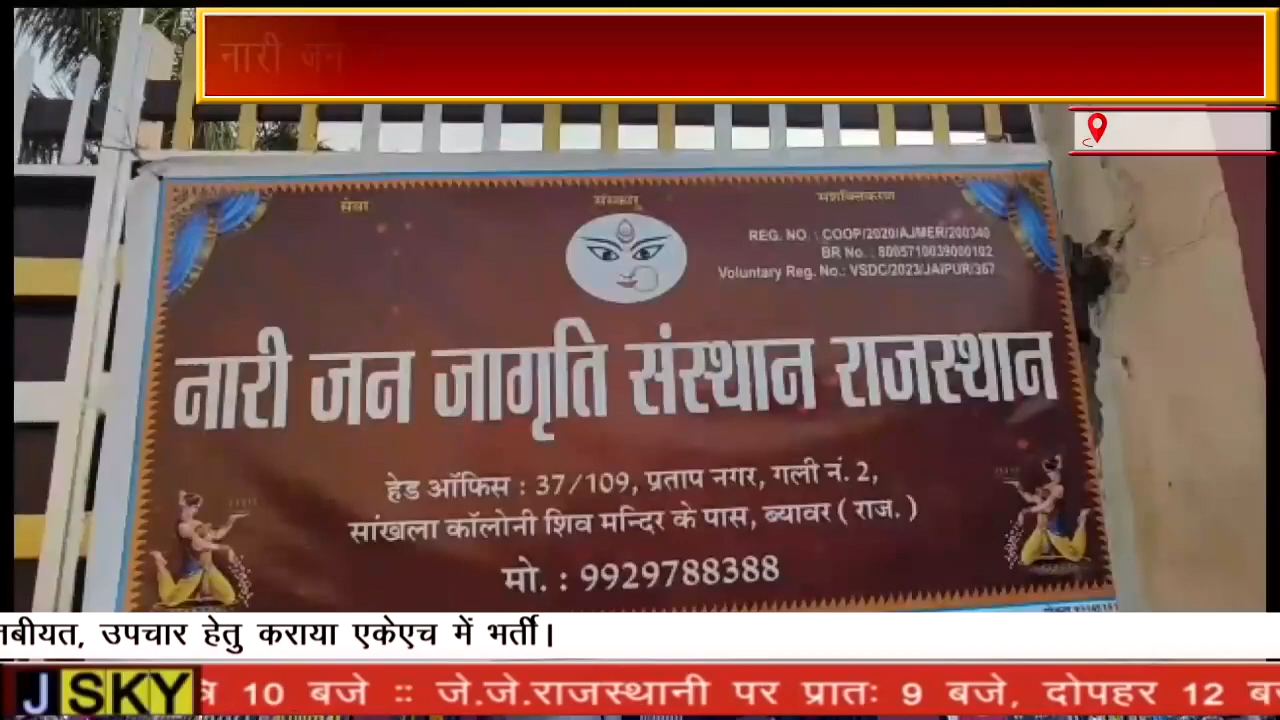 नारी जन
सेवा
संस्कार
सशक्तिकरण
REG. NO. : COOP/2020/AJMER/200340
BR No. : 8005710039000102
Voluntary Reg. No.: VSDC/2023/JAIPUR/367
नारी जन जागृति संस्थान राजस्थान
हेड ऑफिस : 37/109, प्रताप नगर, गली नं. 2,
सांखला कॉलोनी शिव मन्दिर के पास, ब्यावर ( राज. )
मो. : 9929788388
उपचार हेतु कराया एकेएच में भर्ती।
J SKY
10 बजे :: जे.जे.राजस्थानी पर प्रातः 9 बजे, दोपहर 12